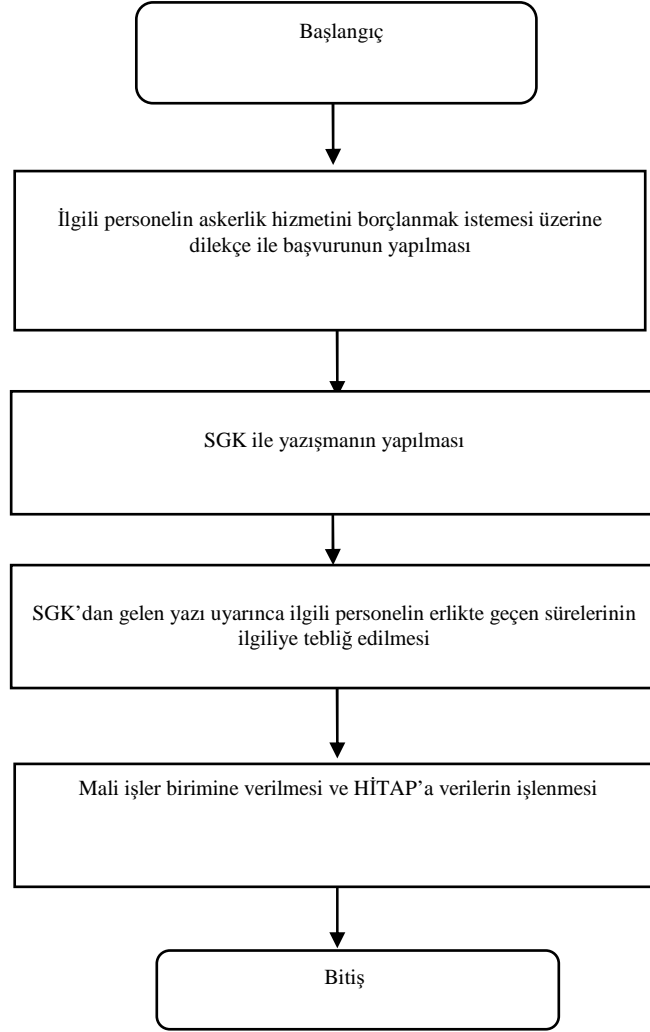 Başlangıç
İlgili personelin askerlik hizmetini borçlanmak istemesi üzerine
dilekçe ile başvurunun yapılması
SGK ile yazışmanın yapılması
SGK’dan gelen yazı uyarınca ilgili personelin erlikte geçen sürelerinin
ilgiliye tebliğ edilmesi
Mali işler birimine verilmesi ve HİTAP’a verilerin işlenmesi
Bitiş